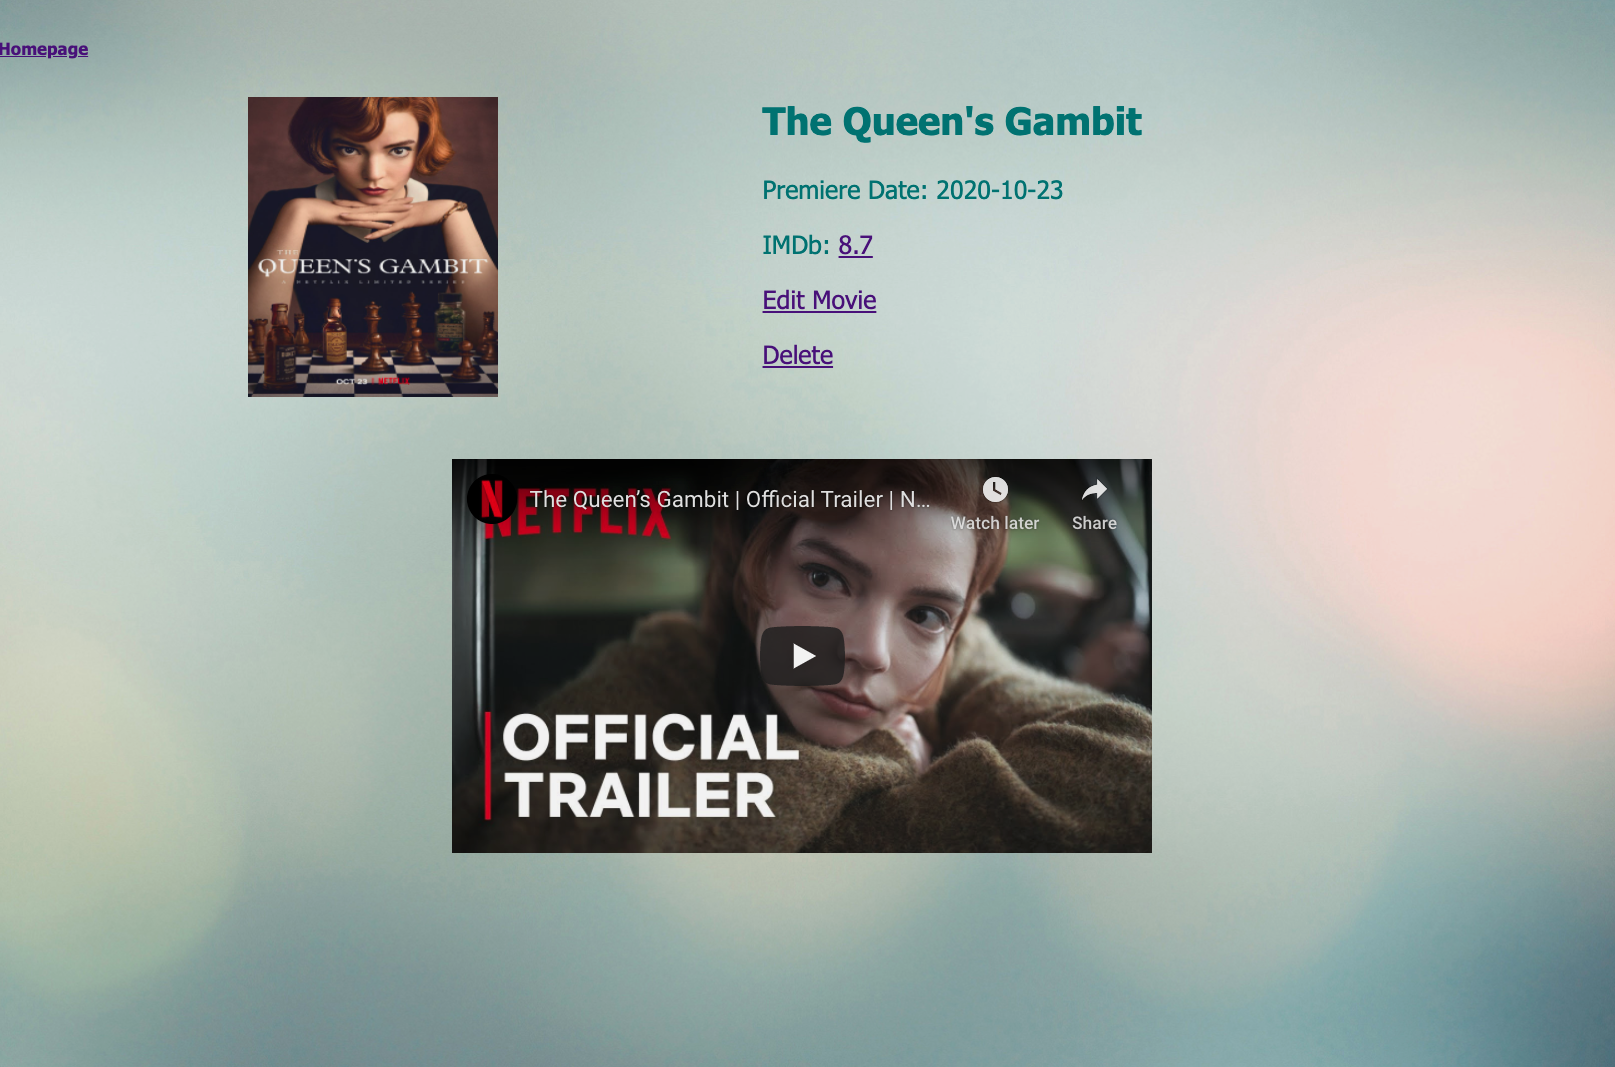 Homepage
The Queen's Gambit
Premiere Date: 2020-10-23
IMDb: 8.7
Edit Movie
Delete
THE
QUEEN'S GAMBIT
A NETFLIX LIMITED SERIES
OCT 23 | NETFLIX
NETFLIX
The Queen’s Gambit | Official Trailer | N...
Watch later
Share
OFFICIAL
TRAILER